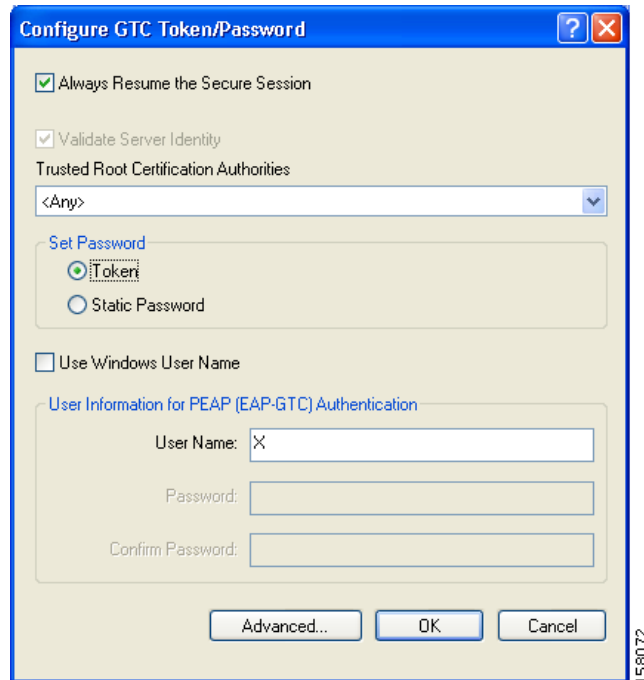 Configure GTC Token/Password
Always Resume the Secure Session
Validate Server Identity
Trusted Root Certification Authorities
<Any>
Set Password
Token
Static Password
Use Windows User Name
User Information for PEAP (EAP-GTC) Authentication
User Name: X
Password:
Confirm Password:
Advanced... OK Cancel
158072